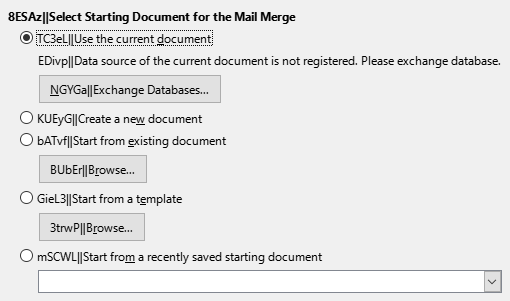 8ESAz||Select Starting Document for the Mail Merge
TC3eL||Use the current document
EDivp||Data source of the current document is not registered. Please exchange database.
NGYGa||Exchange Databases...
KUEyG||Create a new document
bATvf||Start from existing document
BUbEr||Browse...
GieL3||Start from a template
3trwP||Browse...
mSCWL||Start from a recently saved starting document